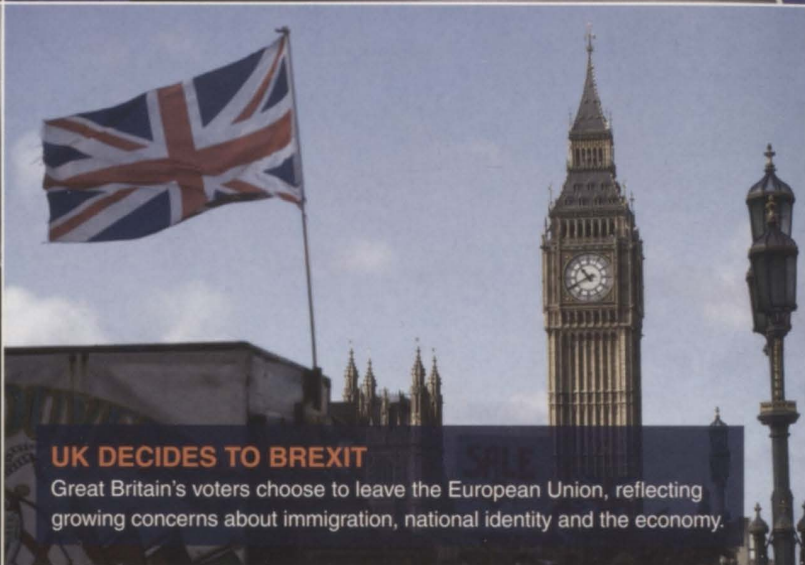 UK DECIDES TO BREXIT
Great Britain's voters choose to leave the European Union, reflecting
growing concerns about immigration, national identity and the economy.
SALE